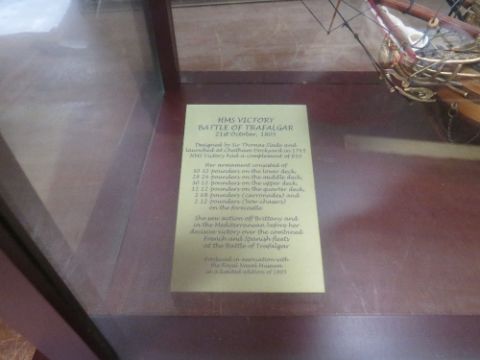 HMS VICTORY
BATTLE OF TRAFALGAR
21st October, 1805
Designed by Sir Thomas Slade and
launched at Chatham Dockyard in 1765
HMS Victory had a complement of 850
Her armament consisted of
30 32 pounders on the lower deck,
28 24 pounders on the middle deck,
30 12 pounders on the upper deck,
12 12 pounders on the quarter deck,
2 68 pounders (carronades) and
2 12 pounders (bow chasers)
on the forecastle
She saw action off Brittany and
in the Mediterranean before her
decisive victory over the combined
French and Spanish fleets
at the Battle of Trafalgar
Produced in association with
the Royal Naval Museum
in a limited edition of 1805